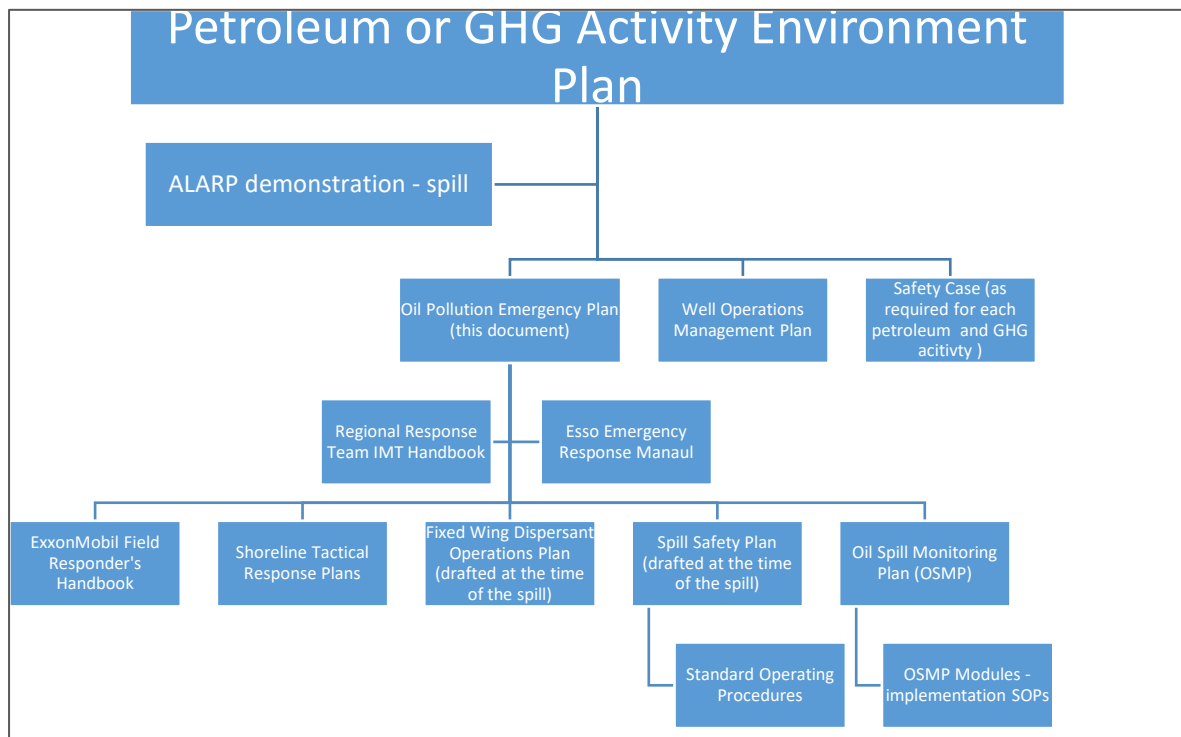 Petroleum or GHG Activity Environment
Plan
ALARP demonstration - spill
Oil Pollution Emergency Plan
(this document)
Well Operations
Management Plan
Safety Case (as
required for each
petroleum and GHG
acitivty )
Regional Response
Team IMT Handbook
Esso Emergency
Response Manaul
ExxonMobil Field
Responder's
Handbook
Shoreline Tactical
Response Plans
Fixed Wing Dispersant
Operations Plan
(drafted at the time
of the spill)
Spill Safety Plan
(drafted at the time
of the spill)
Oil Spill Monitoring
Plan (OSMP)
Standard Operating
Procedures
OSMP Modules -
implementation SOPs